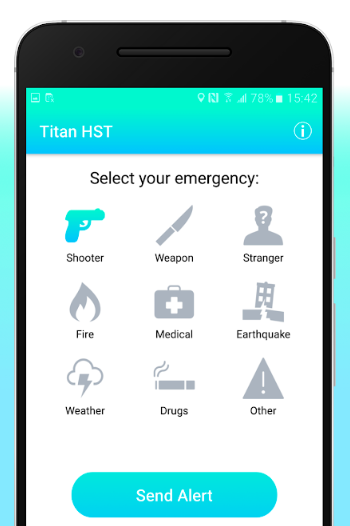 78% 15:42
Titan HST
Select your emergency:
Shooter Weapon Stranger
Fire Medical Earthquake
Weather Drugs Other
Send Alert